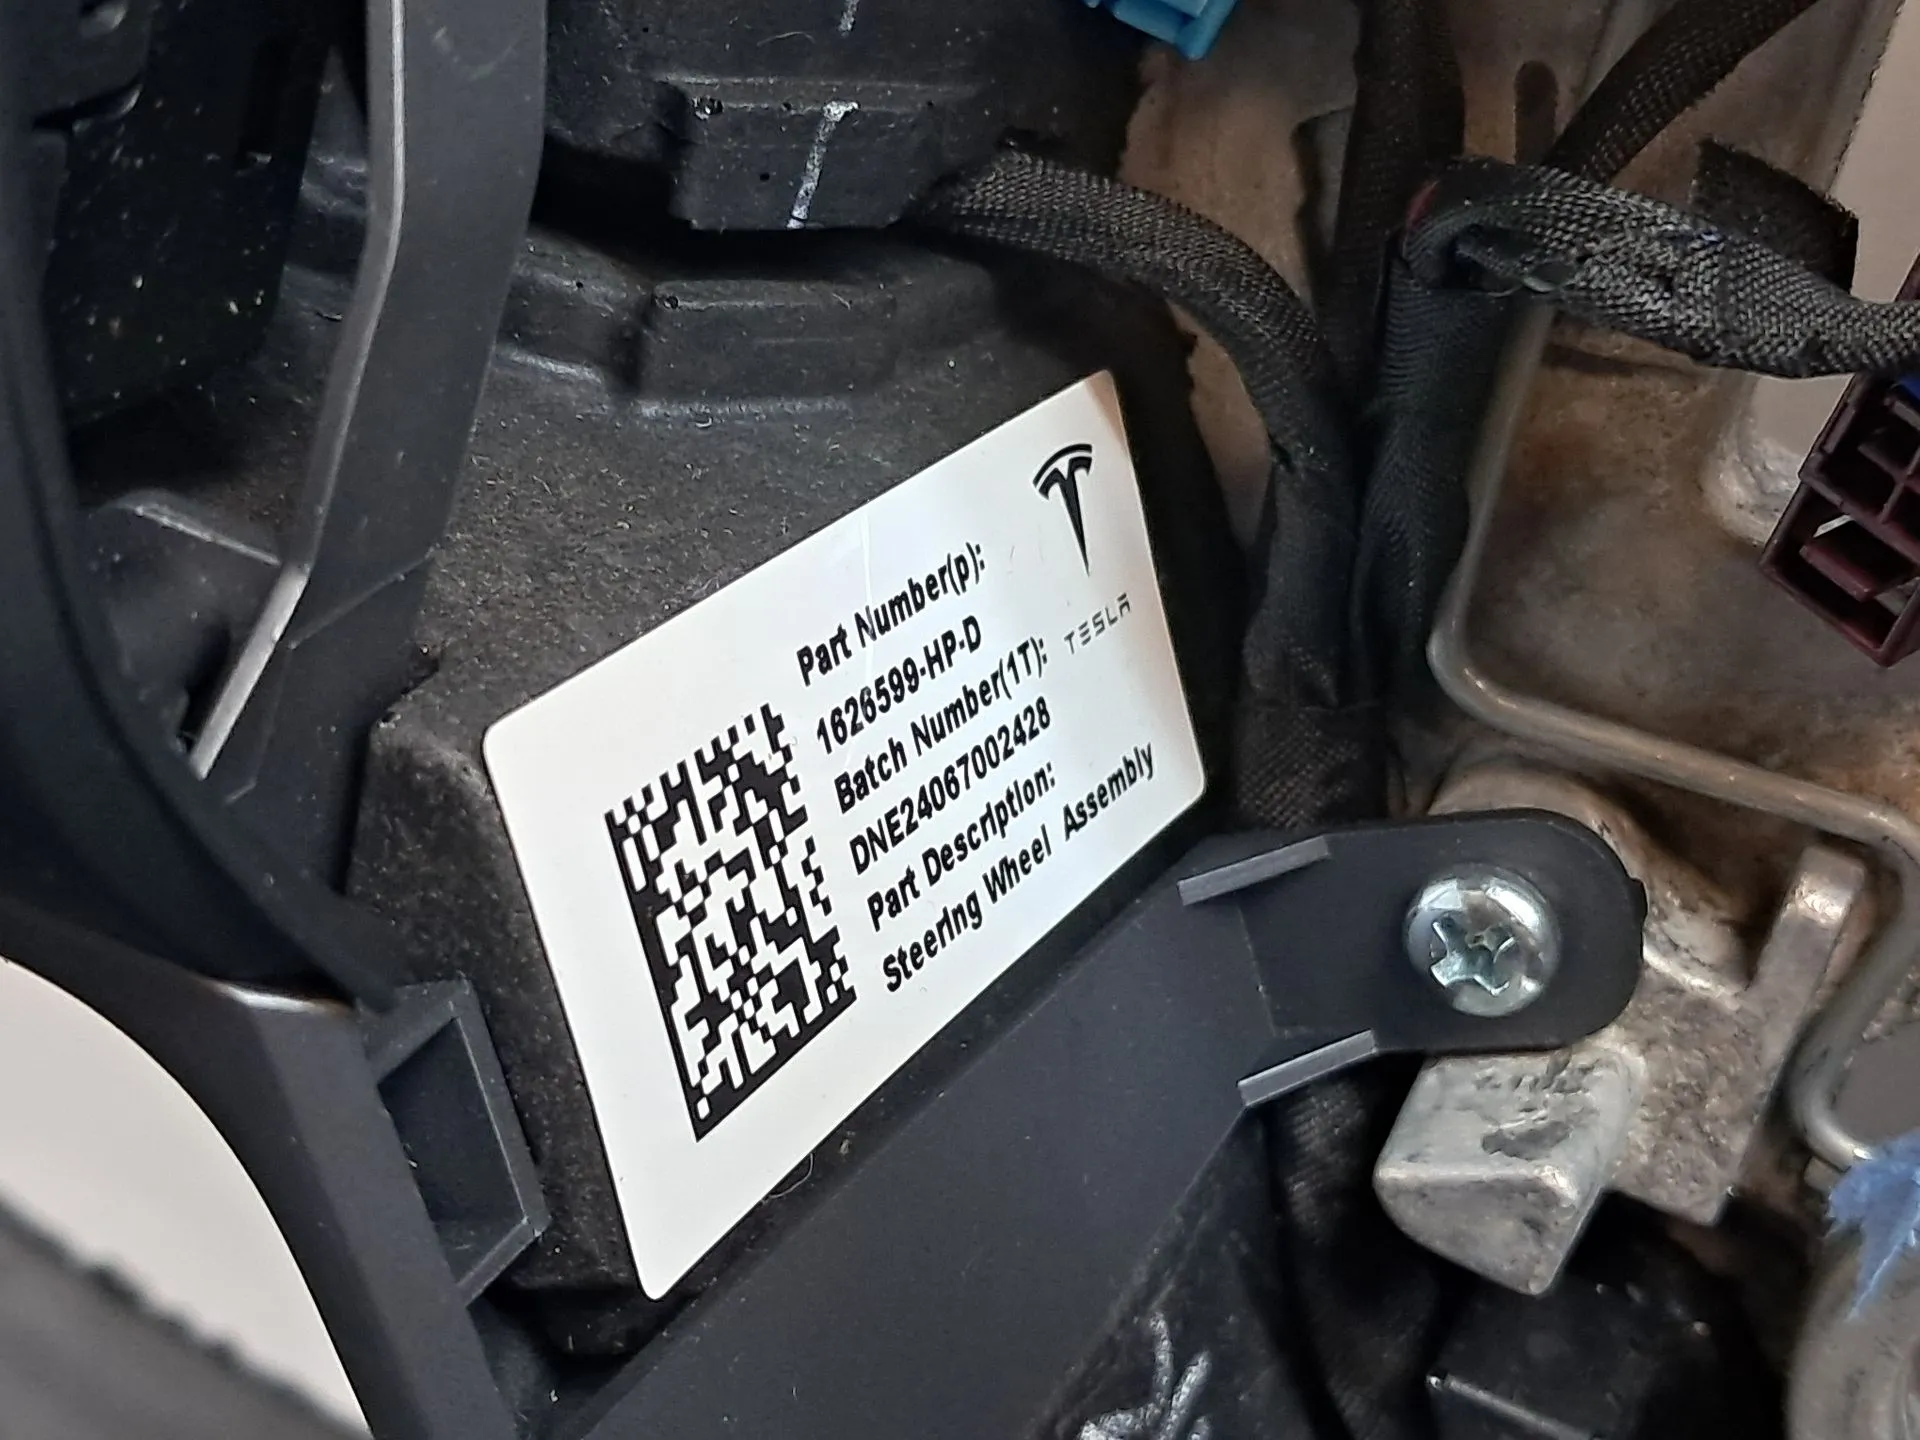 Part Number(p):
1626599-HP-D
Batch Number(1T):
DNE24067002428
Part Description:
Steering Wheel Assembly
TESLA